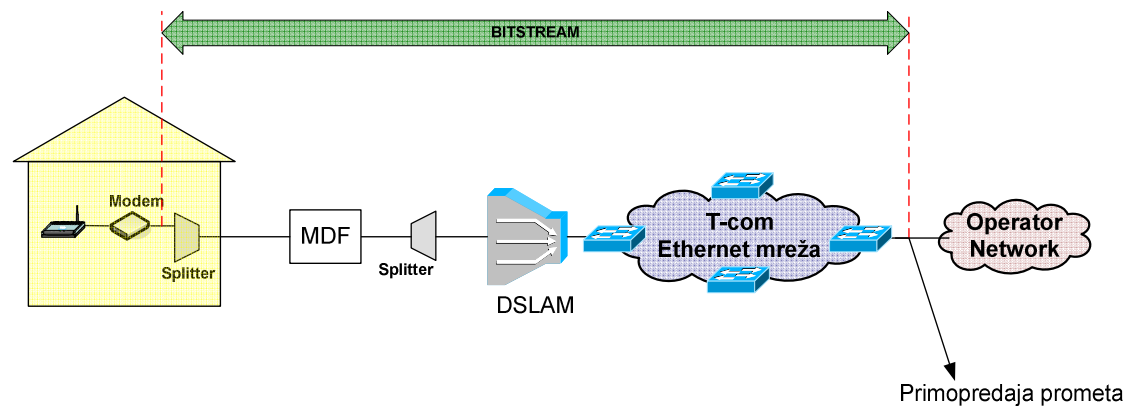 BITSTREAM
Modem
Splitter
MDF
Splitter
DSLAM
T-com
Ethernet mreža
Operator
Network
Primopredaja prometa